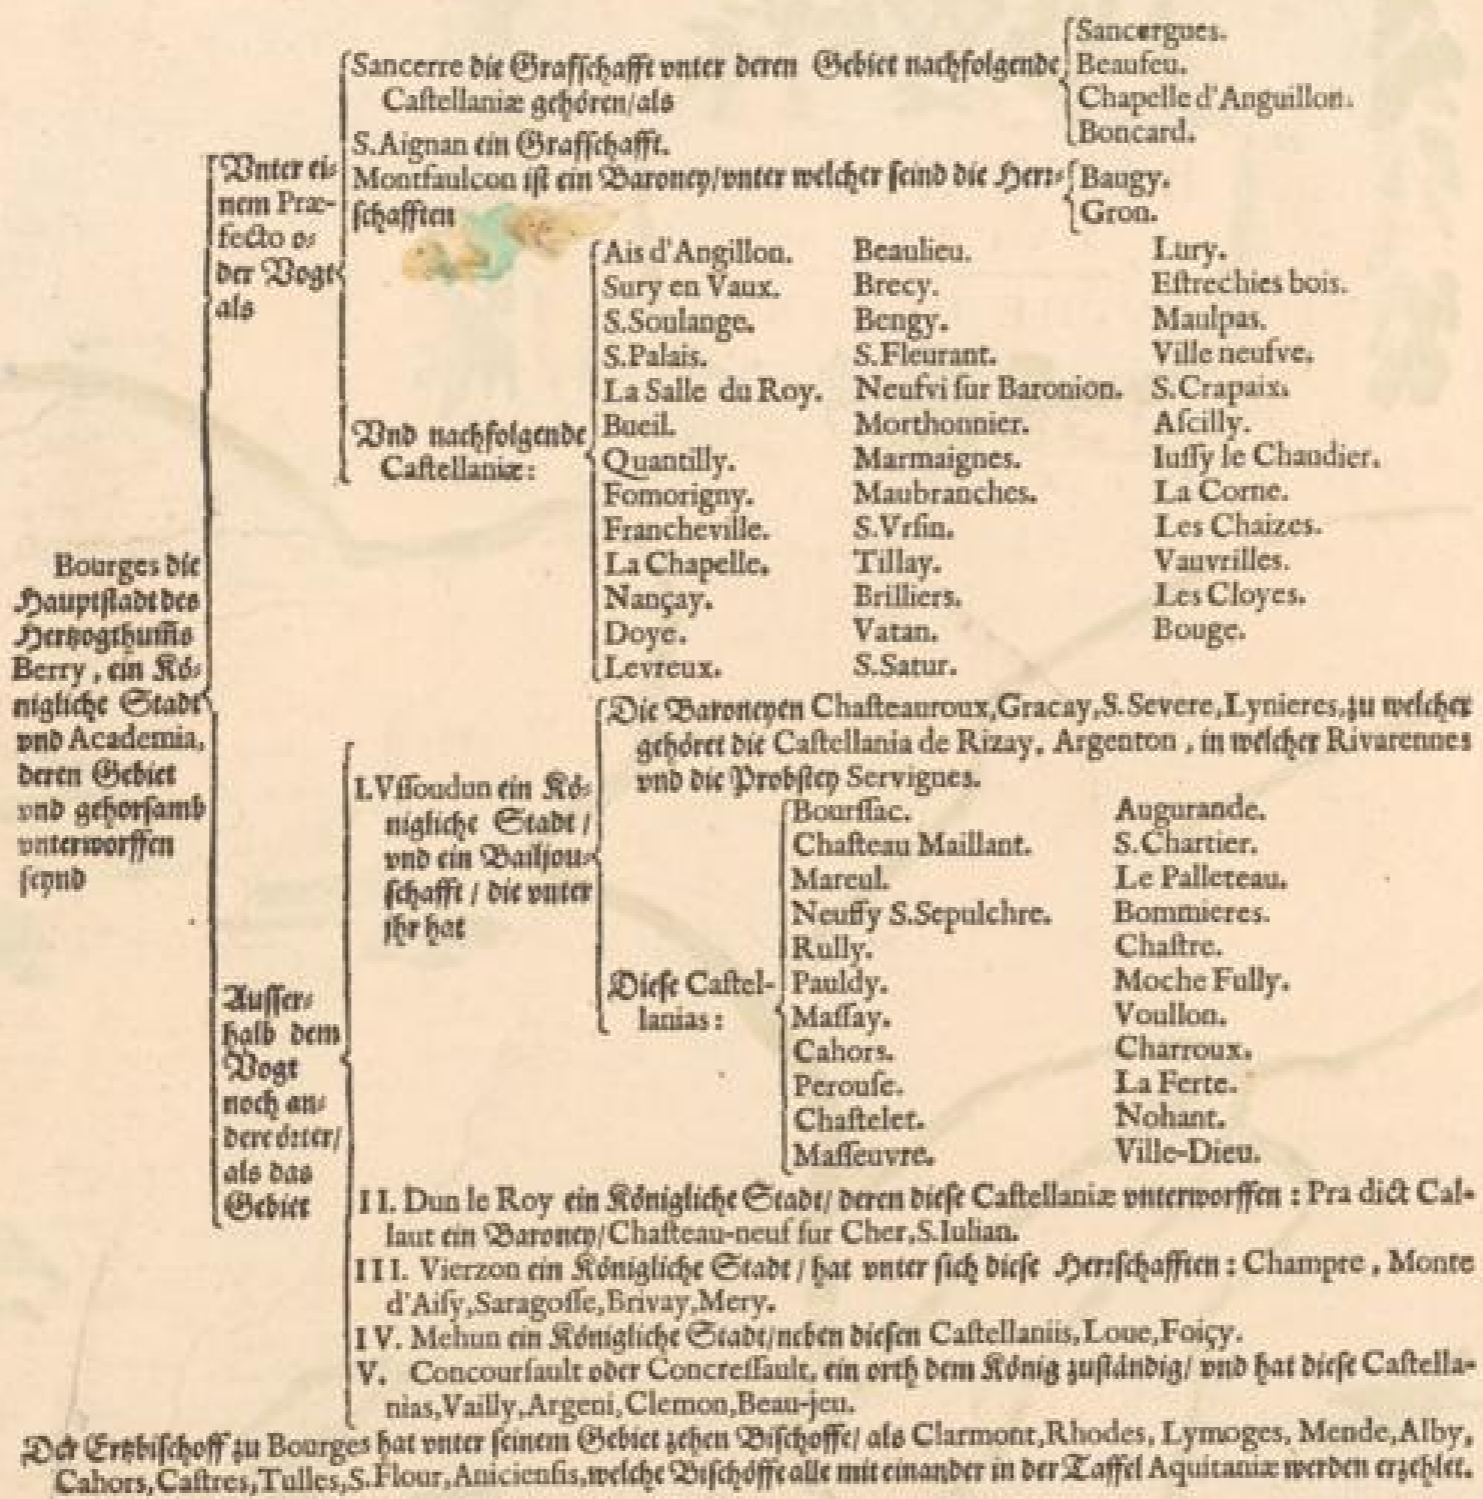 Bourges die
Hauptſtadt des
Hertzogthums̃
Berry, ein Kö⸗
nigliche Stadt
vnd Academia,
deren Gebiet
vnd gehorſamb
vnterworffen
ſeynd
Vnter ei⸗
nem Præ-
fecto o⸗
der Vogt
als
Sancerre die Graffſchafft vnter deren Gebiet nachfolgende
Caſtellaniæ gehören/als
Sancergues.
Beaufeu.
Chapelle d'Anguillon.
Boncard.
S.Aignan ein Graffſchafft.
Montfaulcon iſt ein Baroney/vnter welcher ſeind die Herr⸗
ſchafften
Baugy.
Gron.
Vnd nachfolgende
Caſtellaniæ:
Ais d'Angillon. Beaulieu. Lury.
Sury en Vaux. Brecy. Eſtrechies bois.
S.Soulange. Bengy. Maulpas.
S.Palais. S.Fleurant. Ville neufve.
La Salle du Roy. Neufvi ſur Baronion. S.Crapaix.
Bueil. Morthonnier. Aſcilly.
Quantilly. Marmaignes. Iuſſy le Chaudier.
Fomorigny. Maubranches. La Corne.
Francheville. S.Vrſin. Les Chaizes.
La Chapelle. Tillay. Vauvrilles.
Nançay. Brilliers. Les Cloyes.
Doye. Vatan. Bouge.
Levreux. S.Satur.
Auſſer⸗
halb dem
Vogt
noch an⸗
dere örter/
als das
Gebiet
I.Vſſoudun ein Kö⸗
nigliche Stadt/
vnd ein Bailjou⸗
ſchafft/ die vnter
jhr hat
Die Baroneyen Chaſteauroux,Gracay,S.Severe,Lynieres,zu welcher
gehöret die Caſtellania de Rizay, Argenton, in welcher Rivarennes
vnd die Probſtey Servignes.
Dieſe Caſtel-
lanias:
Bourſſac. Augurande.
Chaſteau Maillant. S.Chartier.
Mareul. Le Palleteau.
Neuffy S.Sepulchre. Bommieres.
Rully. Chaſtre.
Pauldy. Moche Fully.
Maſſay. Voullon.
Cahors. Charroux.
Perouſe. La Ferte.
Chaſtelet. Nohant.
Maſſeuvre. Ville-Dieu.
II. Dun le Roy ein Königliche Stadt/ deren dieſe Caſtellaniæ vnterworffen: Pra dict Cal-
laut ein Baroney/Chaſteau-neuf ſur Cher,S.Iulian.
III. Vierzon ein Königliche Stadt/ hat vnter ſich dieſe Herrſchafften: Champre, Monte
d'Aiſy,Saragoſſe,Brivay,Mery.
IV. Mehun ein Königliche Stadt/neben dieſen Caſtellaniis,Loue,Foiçy.
V. Concourſault oder Concreſſault, ein orth dem König zuſtändig/ vnd hat dieſe Caſtella-
nias,Vailly,Argeni,Clemon,Beau-jeu.
Der Ertzbiſchoff zu Bourges hat vnter ſeinem Gebiet zehen Biſchoffe/ als Clarmont,Rhodes, Lymoges, Mende,Alby,
Cahors,Caſtres,Tulles,S.Flour,Anicienſis,welche Biſchöffe alle mit einander in der Taffel Aquitaniæ werden erzehlet.